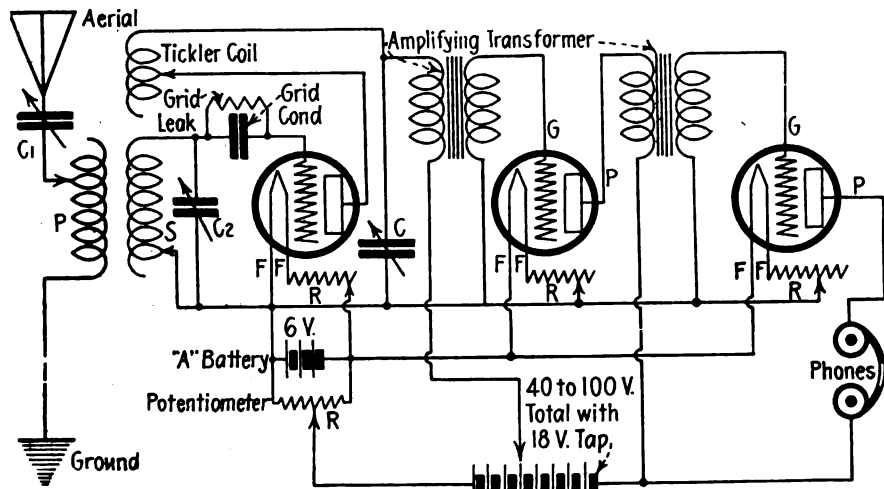 Aerial
Tickler Coil
Amplifying Transformer
Grid
Leak
Grid
Cond
C1
P
S
C2
C
G
P
G
P
F F
R
F F
R
F F
R
6 V.
"A" Battery
Potentiometer
R
40 to 100 V.
Total with
18 V. Tap
Phones
Ground